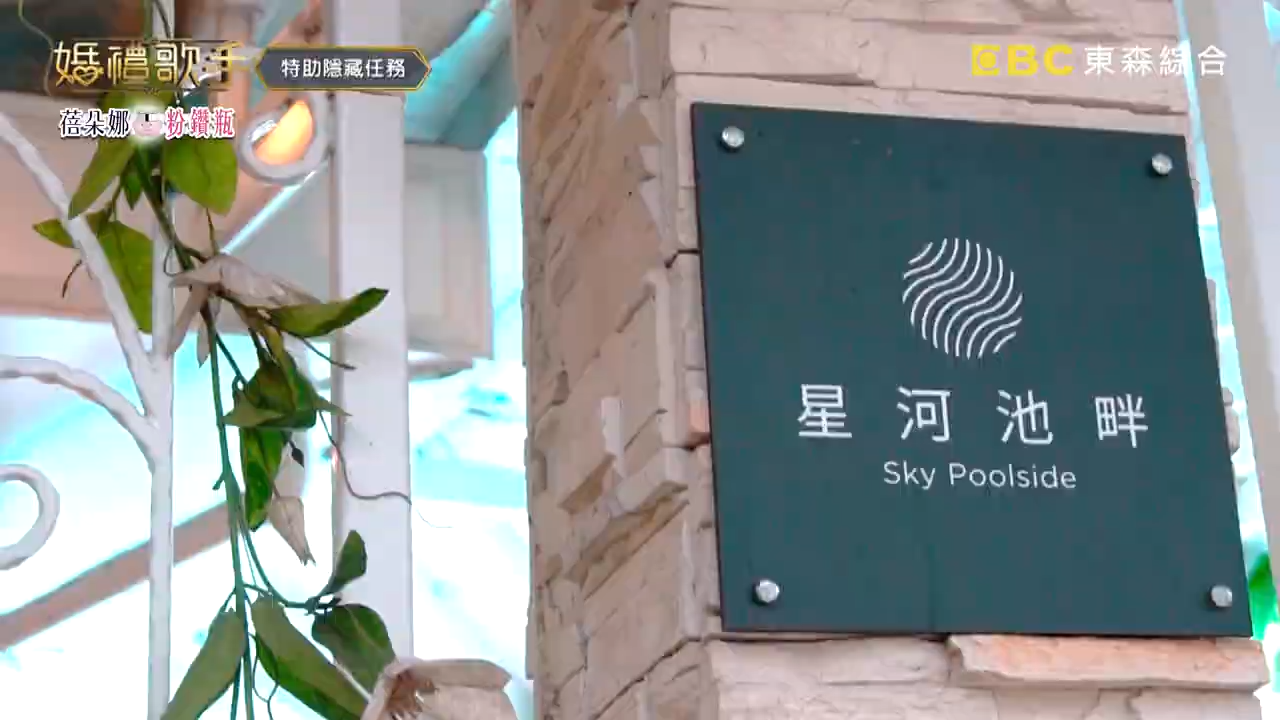 婚禮歌手
特助隱藏任務
EBC 東森綜合
蓓朵娜 粉鑽瓶
星河池畔
Sky Poolside